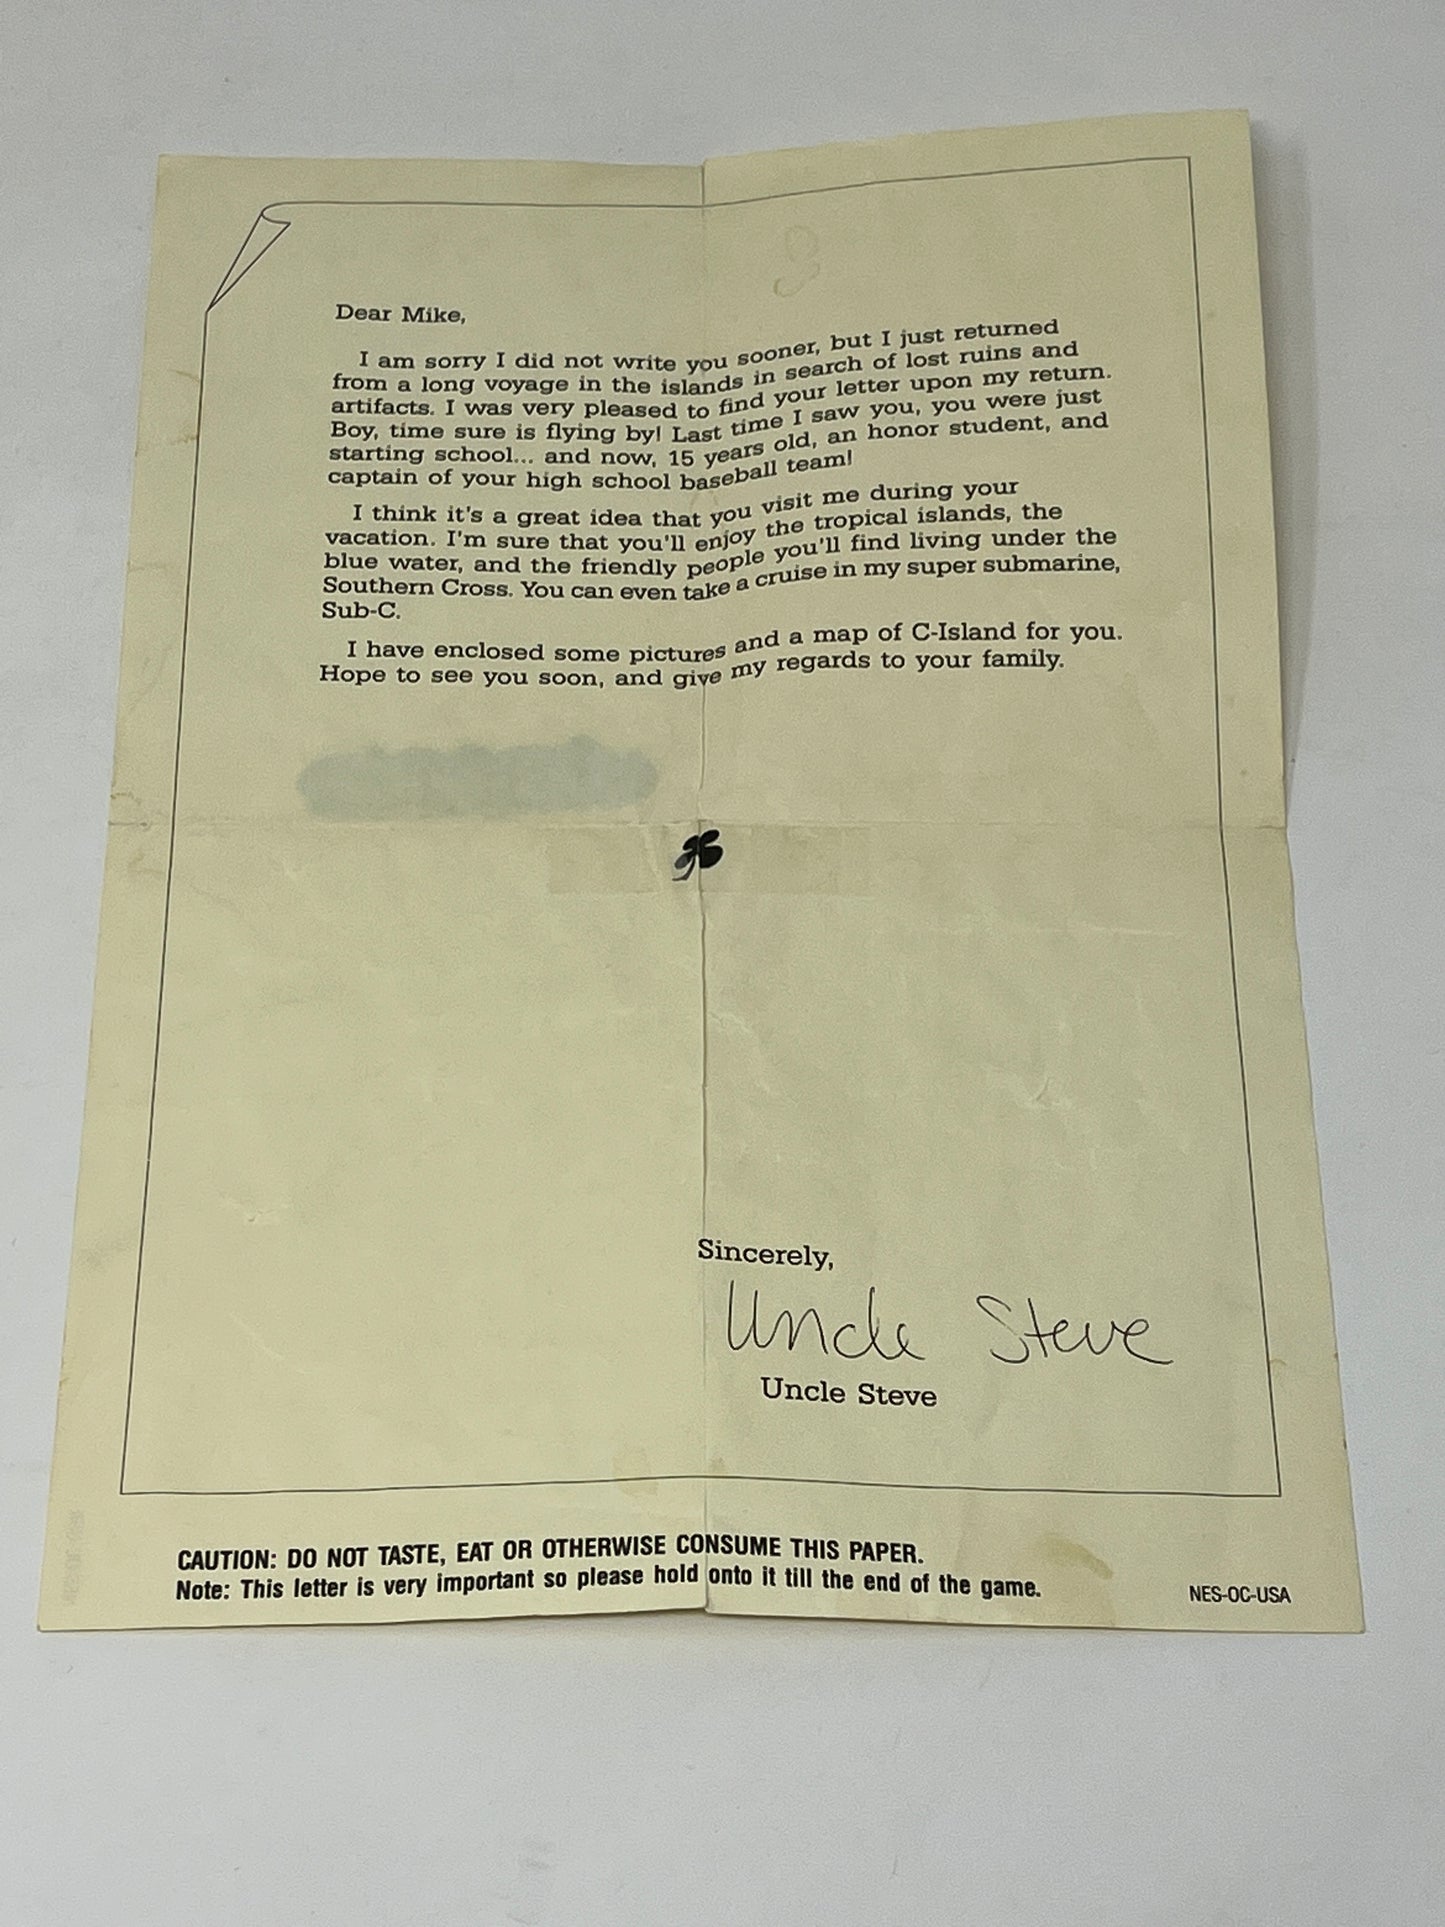 Dear Mike,
I am sorry I did not write you sooner, but I just returned
from a long voyage in the islands in search of lost ruins and
artifacts. I was very pleased to find your letter upon my return.
Boy, time sure is flying by! Last time I saw you, you were just
starting school... and now, 15 years old, an honor student, and
captain of your high school baseball team!
I think it's a great idea that you visit me during your
vacation. I'm sure that you'll enjoy the tropical islands, the
blue water, and the friendly people you'll find living under the
Southern Cross. You can even take a cruise in my super submarine,
Sub-C.
I have enclosed some pictures and a map of C-Island for you.
Hope to see you soon, and give my regards to your family.
Sincerely,
Uncle Steve
Uncle Steve
CAUTION: DO NOT TASTE, EAT OR OTHERWISE CONSUME THIS PAPER.
Note: This letter is very important so please hold onto it till the end of the game.
NES-OC-USA